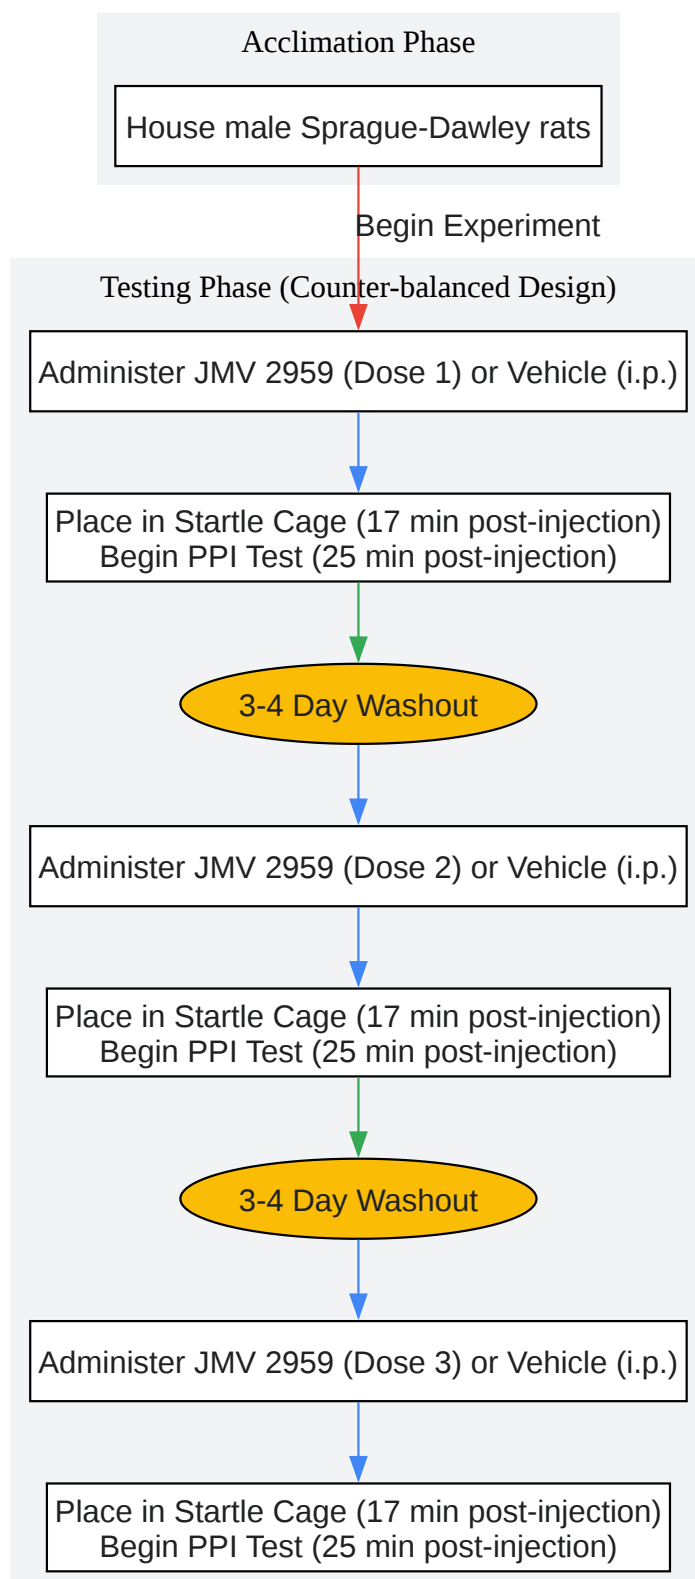 Acclimation Phase
House male Sprague-Dawley rats
Begin Experiment
Testing Phase (Counter-balanced Design)
Administer JMV 2959 (Dose 1) or Vehicle (i.p.)
Place in Startle Cage (17 min post-injection)
Begin PPI Test (25 min post-injection)
3-4 Day Washout
Administer JMV 2959 (Dose 2) or Vehicle (i.p.)
Place in Startle Cage (17 min post-injection)
Begin PPI Test (25 min post-injection)
3-4 Day Washout
Administer JMV 2959 (Dose 3) or Vehicle (i.p.)
Place in Startle Cage (17 min post-injection)
Begin PPI Test (25 min post-injection)